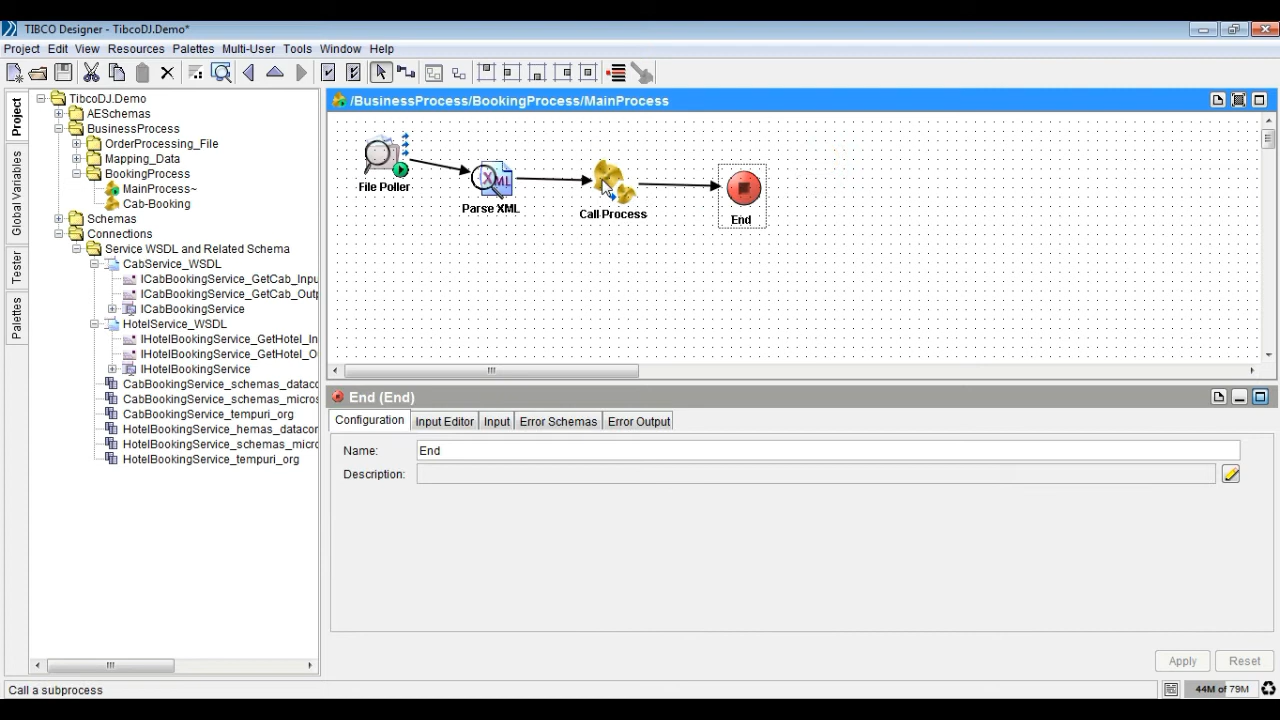 TIBCO Designer - TibcoDJ.Demo*
Project Edit View Resources Palettes Multi-User Tools Window Help
Project
Global Variables
Tester
Palettes
TibcoDJ.Demo
AESchemas
BusinessProcess
OrderProcessing_File
Mapping_Data
BookingProcess
MainProcess~
Cab-Booking
Schemas
Connections
Service WSDL and Related Schema
CabService_WSDL
ICabBookingService_GetCab_Inpu
ICabBookingService_GetCab_Outp
ICabBookingService
HotelService_WSDL
IHotelBookingService_GetHotel_In
IHotelBookingService_GetHotel_O
IHotelBookingService
CabBookingService_schemas_dataco
CabBookingService_schemas_micros
CabBookingService_tempuri_org
HotelBookingService_hemas_datacon
HotelBookingService_schemas_micro
HotelBookingService_tempuri_org
/BusinessProcess/BookingProcess/MainProcess
File Poller
XML
Parse XML
Call Process
End
End (End)
Configuration Input Editor Input Error Schemas Error Output
Name: End
Description:
Apply Reset
Call a subprocess
44M of 79M